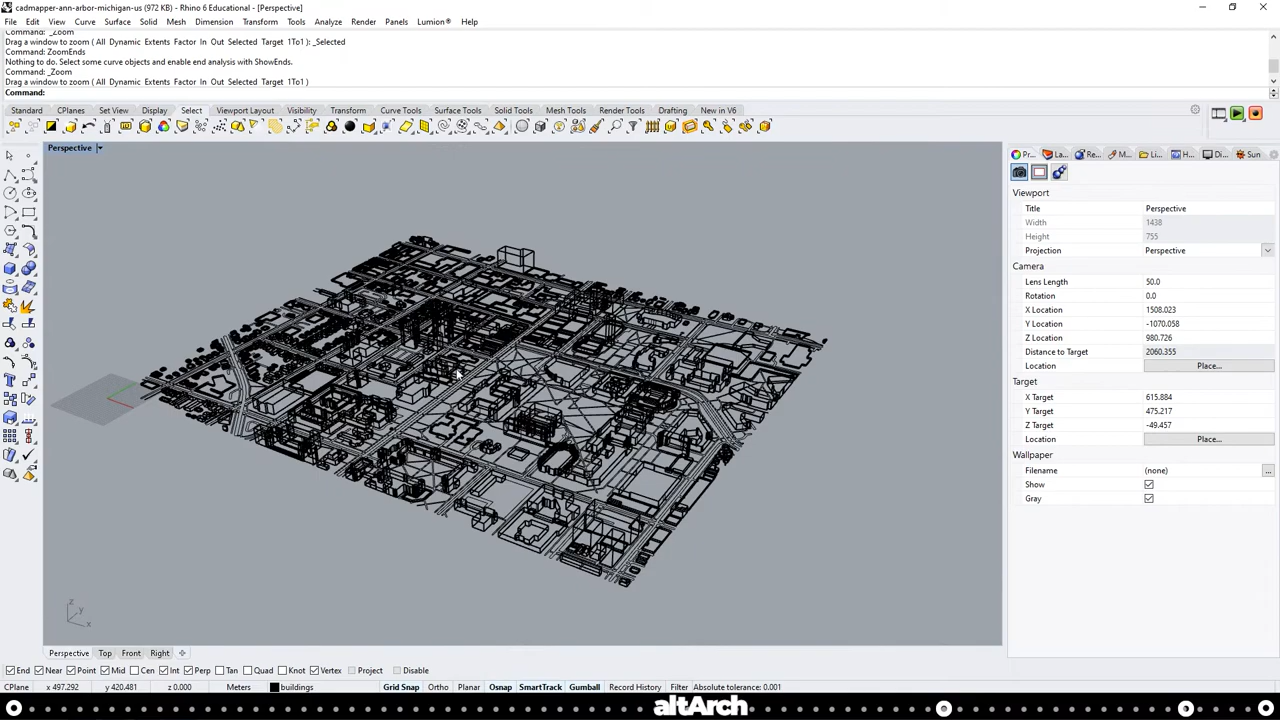 cadmapper-ann-arbor-michigan-us (972 KB) - Rhino 6 Educational - [Perspective]
File Edit View Curve Surface Solid Mesh Dimension Transform Tools Analyze Render Panels Lumion® Help
Command: _Zoom
Drag a window to zoom ( All Dynamic Extents Factor In Out Selected Target 1To1 ): _Selected
Command: ZoomEnds
Nothing to do. Select some curve objects and enable end analysis with ShowEnds.
Command: _Zoom
Drag a window to zoom ( All Dynamic Extents Factor In Out Selected Target 1To1 )
Command:
Standard CPlanes Set View Display Select Viewport Layout Visibility Transform Curve Tools Surface Tools Solid Tools Mesh Tools Render Tools Drafting New in V6
Perspective
Pr... La... Re... M... Li... H... Di... Sun
Viewport
Title Perspective
Width 1438
Height 755
Projection Perspective
Camera
Lens Length 50.0
Rotation 0.0
X Location 1508.023
Y Location -1070.058
Z Location 980.726
Distance to Target 2060.355
Location Place...
Target
X Target 615.884
Y Target 475.217
Z Target -49.457
Location Place...
Wallpaper
Filename (none) ...
Show
Gray
z
y
x
Perspective Top Front Right
End Near Point Mid Cen Int Perp Tan Quad Knot Vertex Project Disable
CPlane x 497.292 y 420.481 z 0.000 Meters buildings Grid Snap Ortho Planar Osnap SmartTrack Gumball Record History Filter Absolute tolerance: 0.001
altArch